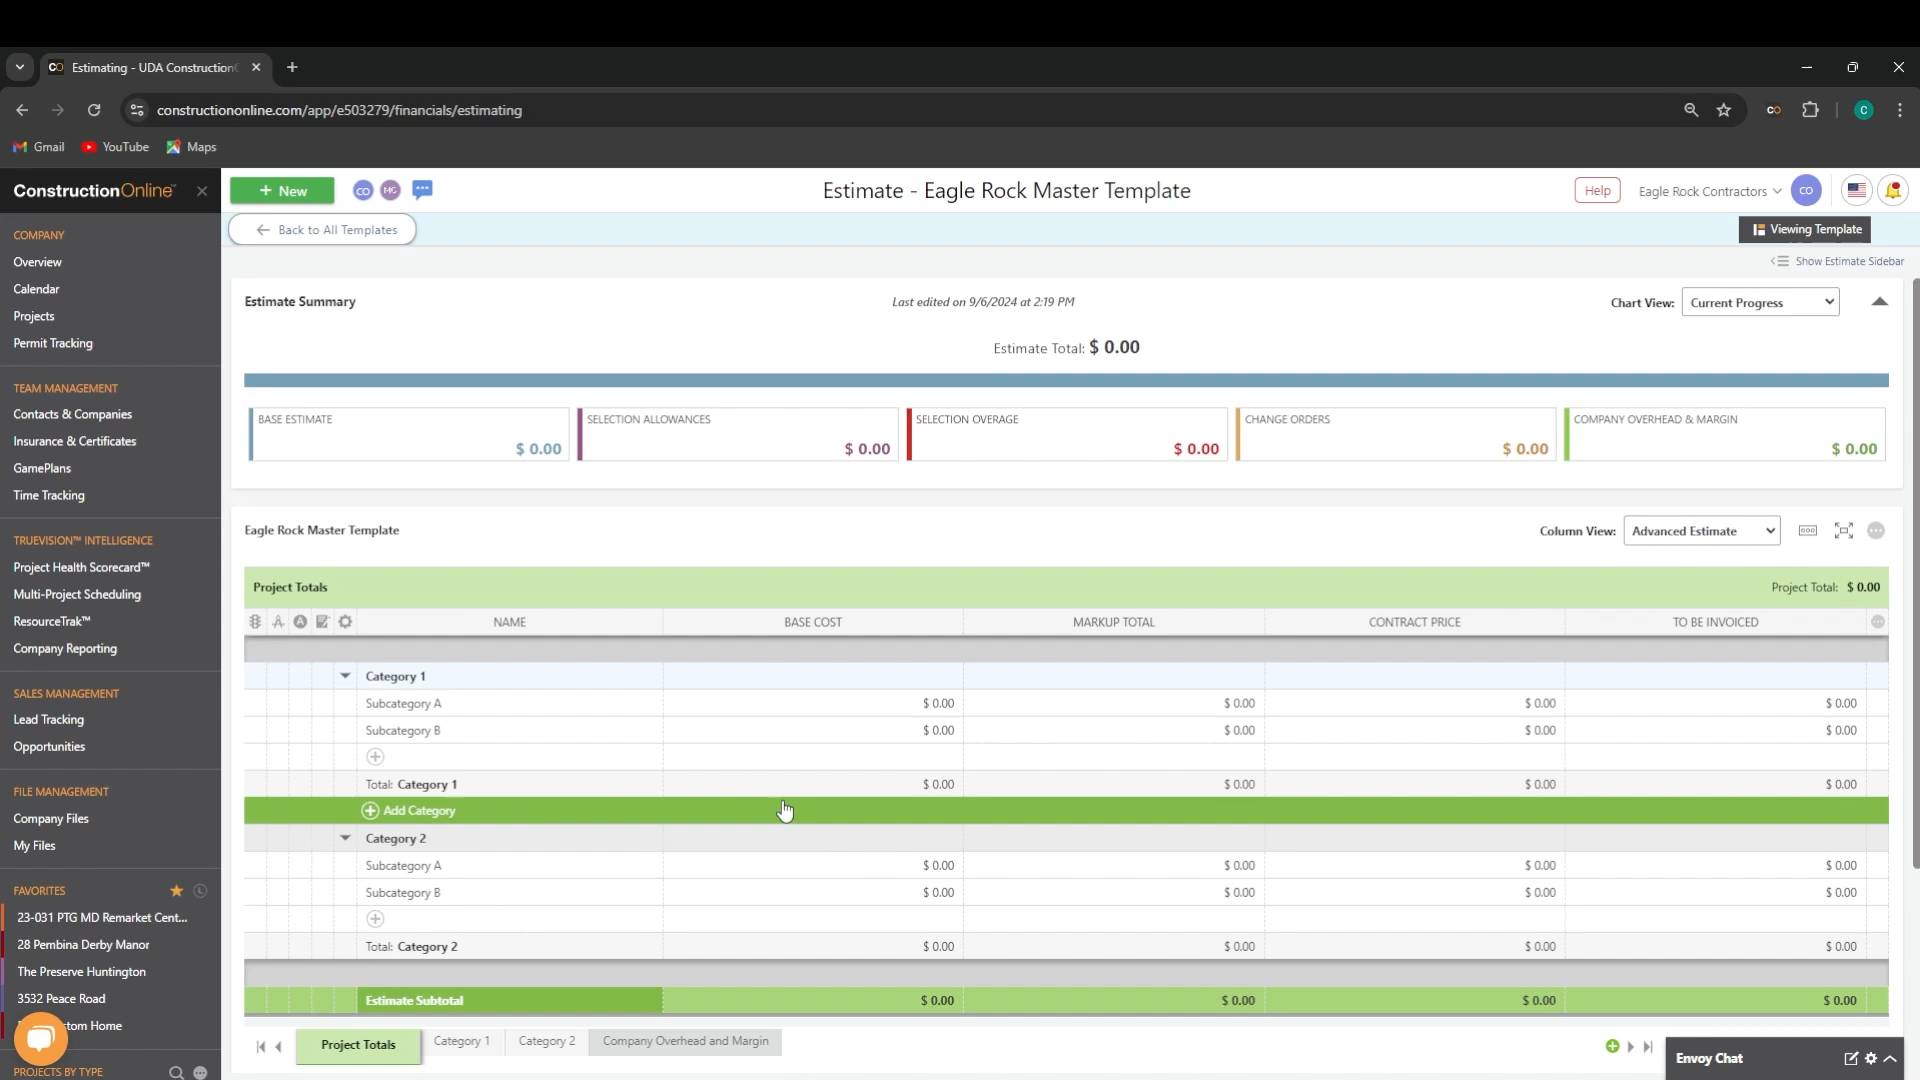 Estimating - UDA Construction
constructiononline.com/app/e503279/financials/estimating
C
Gmail
YouTube
Maps
ConstructionOnline™
+ New
CO
MG
Estimate - Eagle Rock Master Template
Help
Eagle Rock Contractors
CO
Back to All Templates
Viewing Template
Show Estimate Sidebar
COMPANY
Overview
Calendar
Projects
Permit Tracking
TEAM MANAGEMENT
Contacts & Companies
Insurance & Certificates
GamePlans
Time Tracking
TRUEVISION™ INTELLIGENCE
Project Health Scorecard™
Multi-Project Scheduling
ResourceTrak™
Company Reporting
SALES MANAGEMENT
Lead Tracking
Opportunities
FILE MANAGEMENT
Company Files
My Files
FAVORITES
23-031 PTG MD Remarket Cent...
28 Pembina Derby Manor
The Preserve Huntington
3532 Peace Road
tom Home
PROJECTS BY TYPE
Estimate Summary
Last edited on 9/6/2024 at 2:19 PM
Chart View: Current Progress
Estimate Total: $ 0.00
BASE ESTIMATE
$ 0.00
SELECTION ALLOWANCES
$ 0.00
SELECTION OVERAGE
$ 0.00
CHANGE ORDERS
$ 0.00
COMPANY OVERHEAD & MARGIN
$ 0.00
Eagle Rock Master Template
Column View: Advanced Estimate
Project Totals
Project Total: $ 0.00
NAME BASE COST MARKUP TOTAL CONTRACT PRICE TO BE INVOICED
Category 1
Subcategory A $ 0.00 $ 0.00 $ 0.00 $ 0.00
Subcategory B $ 0.00 $ 0.00 $ 0.00 $ 0.00
Total: Category 1 $ 0.00 $ 0.00 $ 0.00 $ 0.00
Add Category
Category 2
Subcategory A $ 0.00 $ 0.00 $ 0.00 $ 0.00
Subcategory B $ 0.00 $ 0.00 $ 0.00 $ 0.00
Total: Category 2 $ 0.00 $ 0.00 $ 0.00 $ 0.00
Estimate Subtotal $ 0.00 $ 0.00 $ 0.00 $ 0.00
Project Totals
Category 1
Category 2
Company Overhead and Margin
Envoy Chat